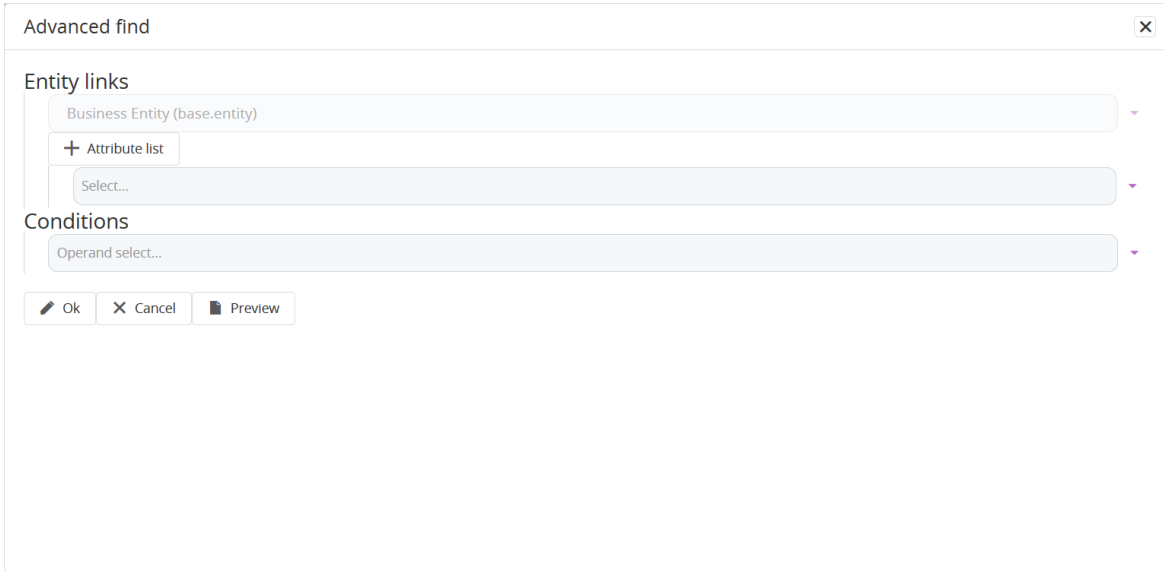 Advanced find
Entity links
Business Entity (base.entity)
Attribute list
Select...
Conditions
Operand select...
Ok Cancel Preview